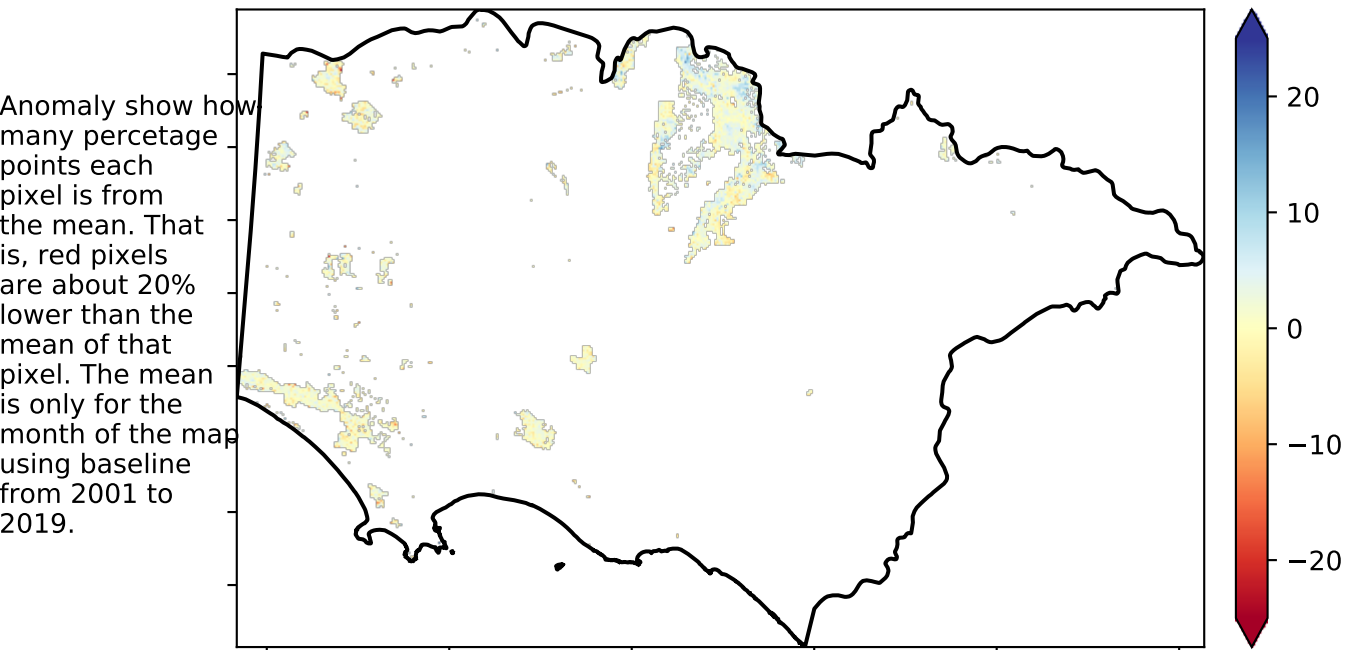 Anomaly show how
many percetage
points each
pixel is from
the mean. That
is, red pixels
are about 20%
lower than the
mean of that
pixel. The mean
is only for the
month of the map
using baseline
from 2001 to
2019.
20
10
0
−10
−20